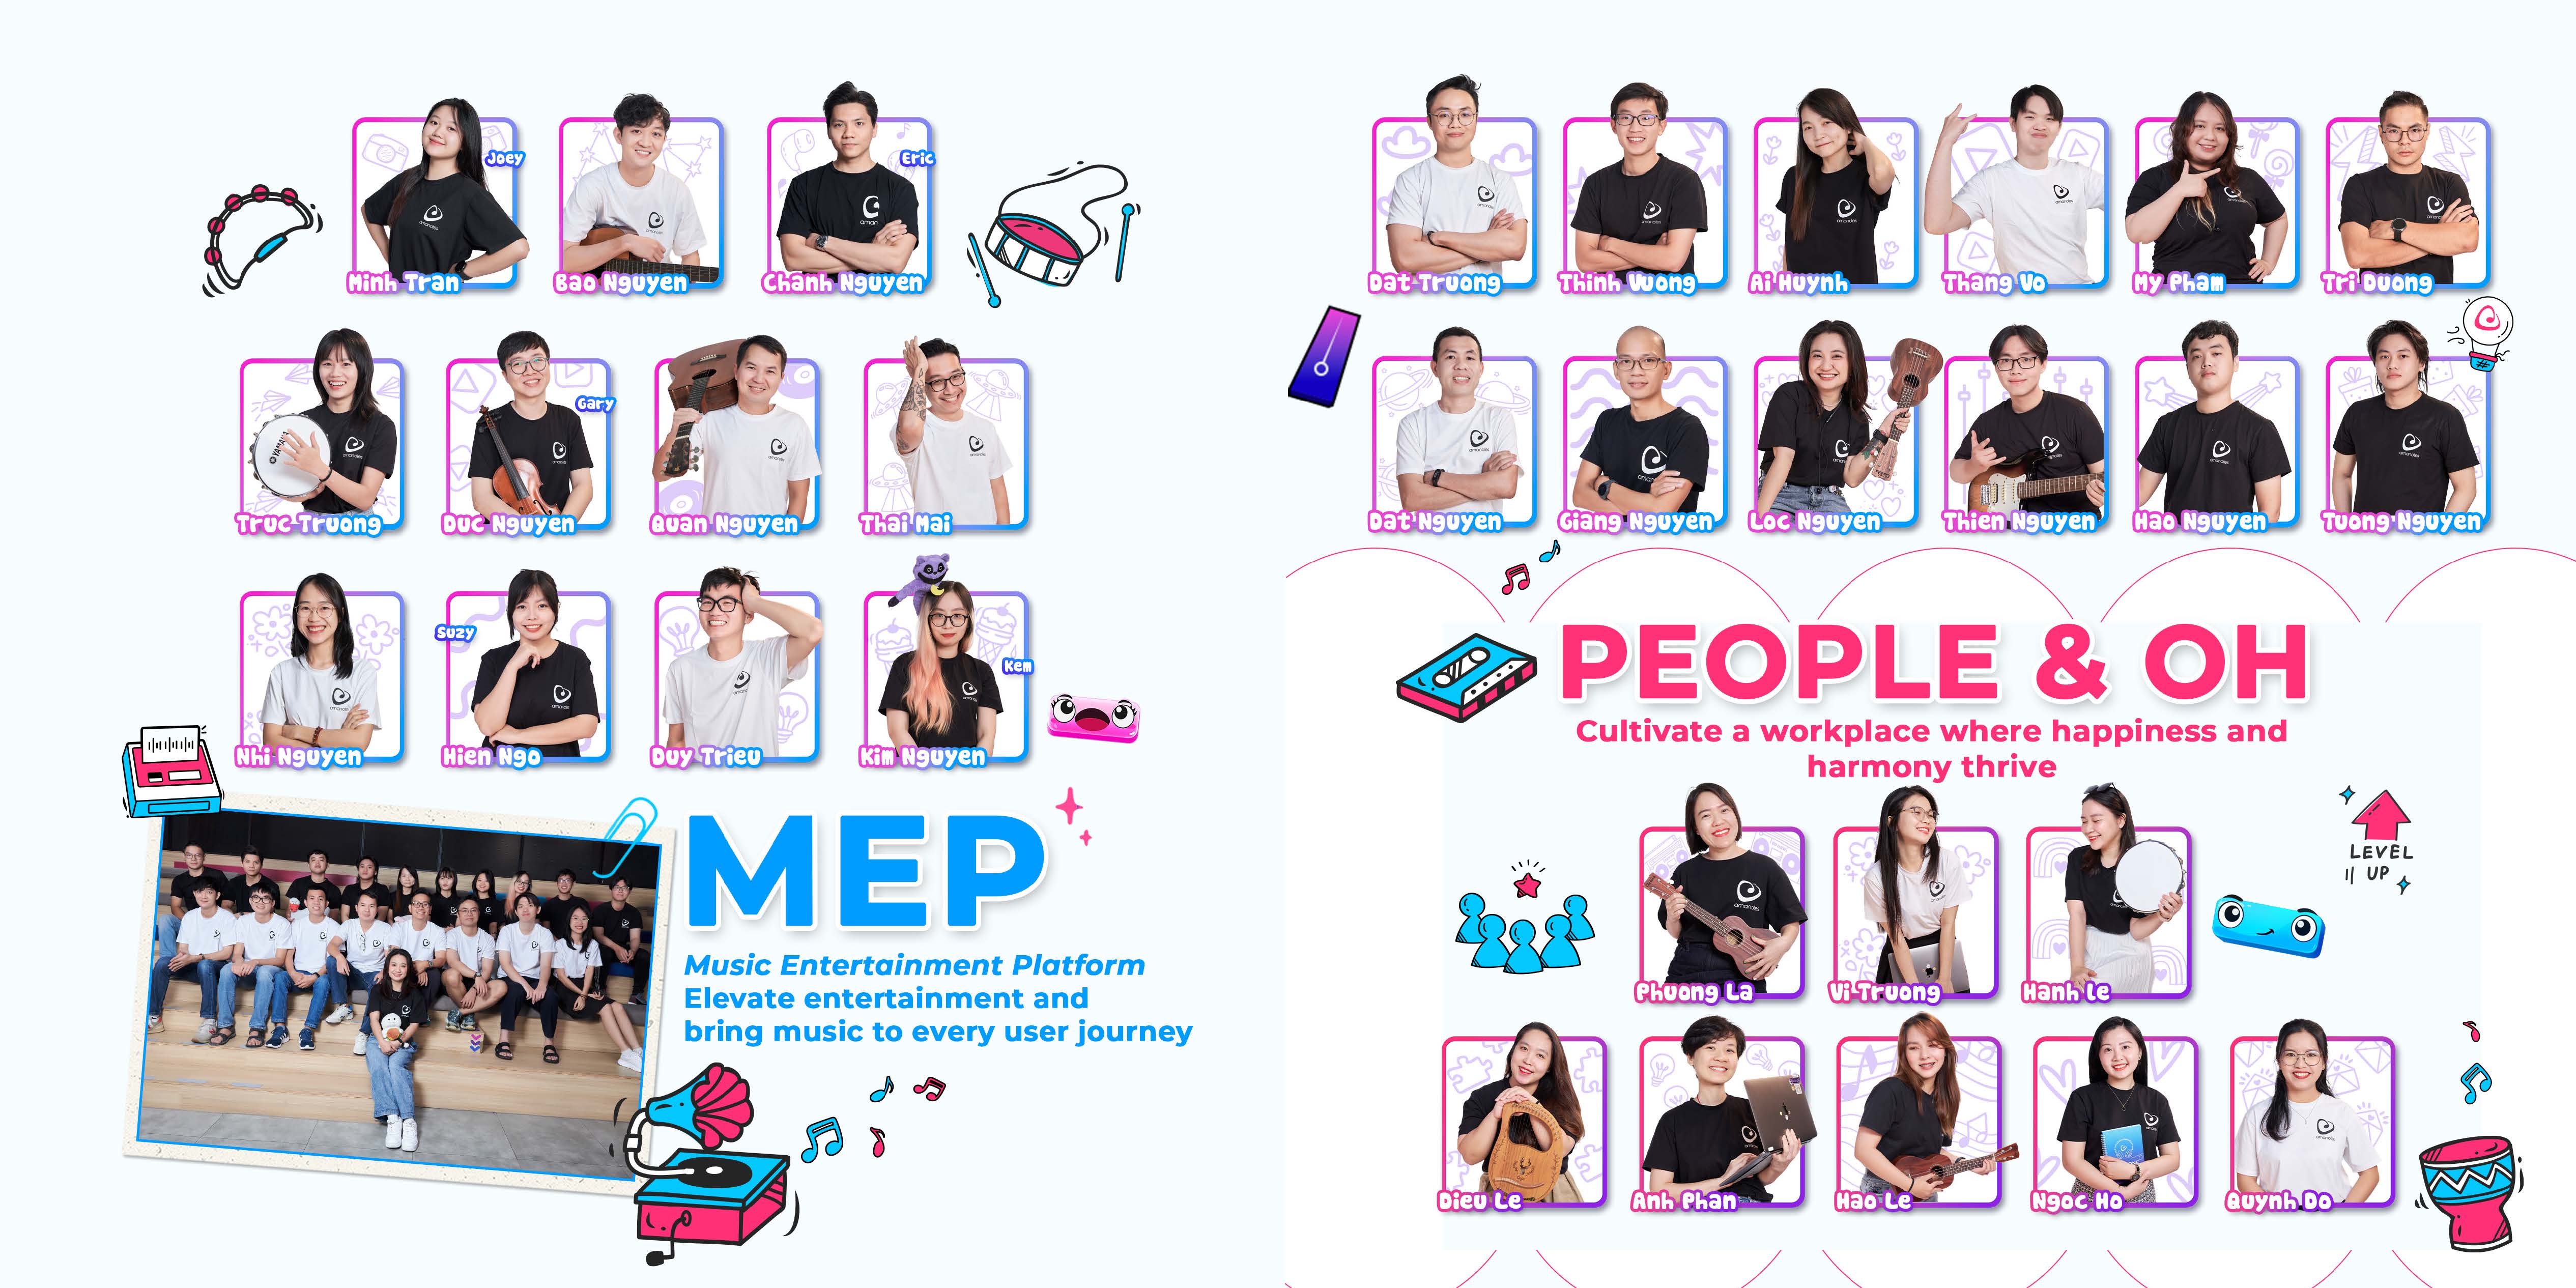 Joey
Minh Tran
Bao Nguyen
Eric
Chanh Nguyen
YAMAHA
Truc Truong
Gary
Duc Nguyen
Quan Nguyen
Thai Mai
Nhi Nguyen
Suzy
Hien Ngo
Duy Trieu
Kem
Kim Nguyen
MEP
Music Entertainment Platform
Elevate entertainment and
bring music to every user journey
Dat Truong
Thinh Vuong
Ai Huynh
Thang Vo
My Pham
Tri Duong
Dat Nguyen
Giang Nguyen
Loc Nguyen
Thien Nguyen
Hao Nguyen
Tuong Nguyen
#
PEOPLE & OH
Cultivate a workplace where happiness and
harmony thrive
Phuong La
Vi Truong
Hanh Le
LEVEL
UP
Dieu Le
Anh Phan
Hao Le
Ngoc Ho
Quynh Do
amanotes